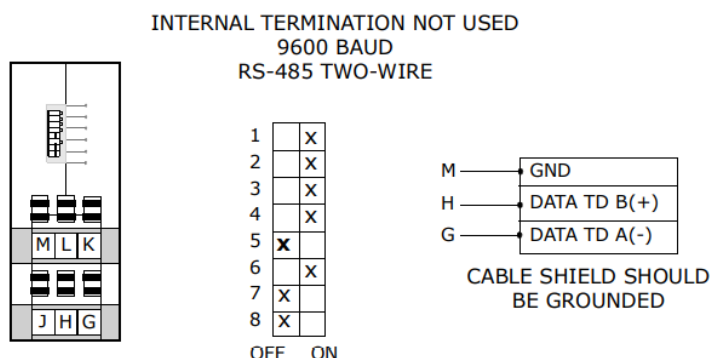 INTERNAL TERMINATION NOT USED
9600 BAUD
RS-485 TWO-WIRE
1 X
2 X
3 X
4 X
5 X
6 X
7 X
8 X
OFF ON
M L K
J H G
M GND
H DATA TD B(+)
G DATA TD A(-)
CABLE SHIELD SHOULD
BE GROUNDED